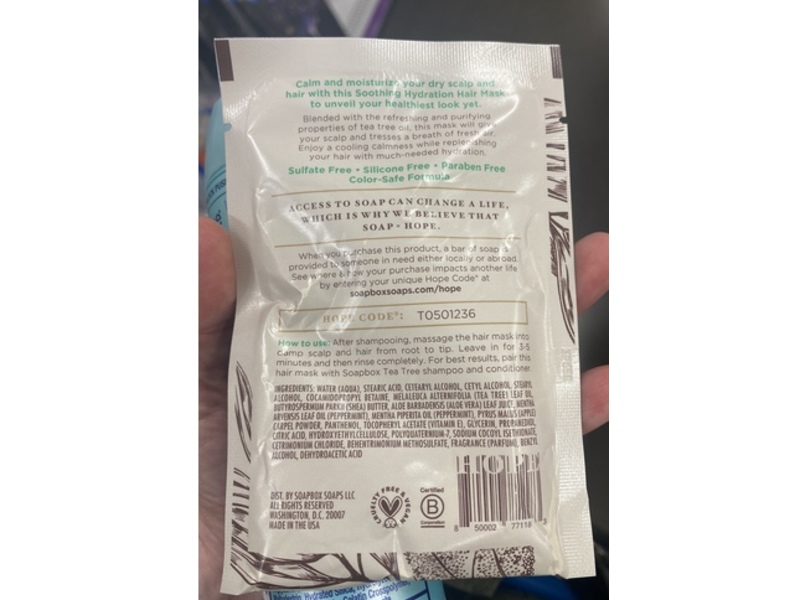 Calm and moisturize your dry scalp and
hair with this Soothing Hydration Hair Mask
to unveil your healthiest look yet.
Blended with the refreshing and purifying
properties of tea tree oil, this mask will give
your scalp and tresses a breath of fresh air.
Enjoy a cooling calmness while replenishing
your hair with much-needed hydration.
Sulfate Free • Silicone Free • Paraben Free
Color-Safe Formula
ACCESS TO SOAP CAN CHANGE A LIFE,
WHICH IS WHY WE BELIEVE THAT
SOAP = HOPE.
When you purchase this product, a bar of soap is
provided to someone in need either locally or abroad.
See where & how your purchase impacts another life
by entering your unique Hope Code® at
soapboxsoaps.com/hope
HOPE CODE®: T0501236
How to use: After shampooing, massage the hair mask into
damp scalp and hair from root to tip. Leave in for 3-5
minutes and then rinse completely. For best results, pair this
hair mask with Soapbox Tea Tree shampoo and conditioner.
INGREDIENTS: WATER (AQUA), STEARIC ACID, CETEARYL ALCOHOL, CETYL ALCOHOL, STEARYL
ALCOHOL, COCAMIDOPROPYL BETAINE, MELALEUCA ALTERNIFOLIA (TEA TREE) LEAF OIL,
BUTYROSPERMUM PARKII (SHEA) BUTTER, ALOE BARBADENSIS (ALOE VERA) LEAF JUICE, MENTHA
ARVENSIS LEAF OIL (PEPPERMINT), MENTHA PIPERITA OIL (PEPPERMINT), PYRUS MALUS (APPLE)
CARPEL POWDER, PANTHENOL, TOCOPHERYL ACETATE (VITAMIN E), GLYCERIN, PROPANEDIOL,
CITRIC ACID, HYDROXYETHYLCELLULOSE, POLYQUATERNIUM-7, SODIUM COCOYL ISETHIONATE,
CETRIMONIUM CHLORIDE, BEHENTRIMONIUM METHOSULFATE, FRAGRANCE (PARFUM), BENZYL
ALCOHOL, DEHYDROACETIC ACID
HOPE
DIST. BY SOAPBOX SOAPS LLC
ALL RIGHTS RESERVED
WASHINGTON, D.C. 20007
MADE IN THE USA
CRUELTY FREE & VEGAN
Certified
B
Corporation
8 50002 77118 3
Hydrated Silica,